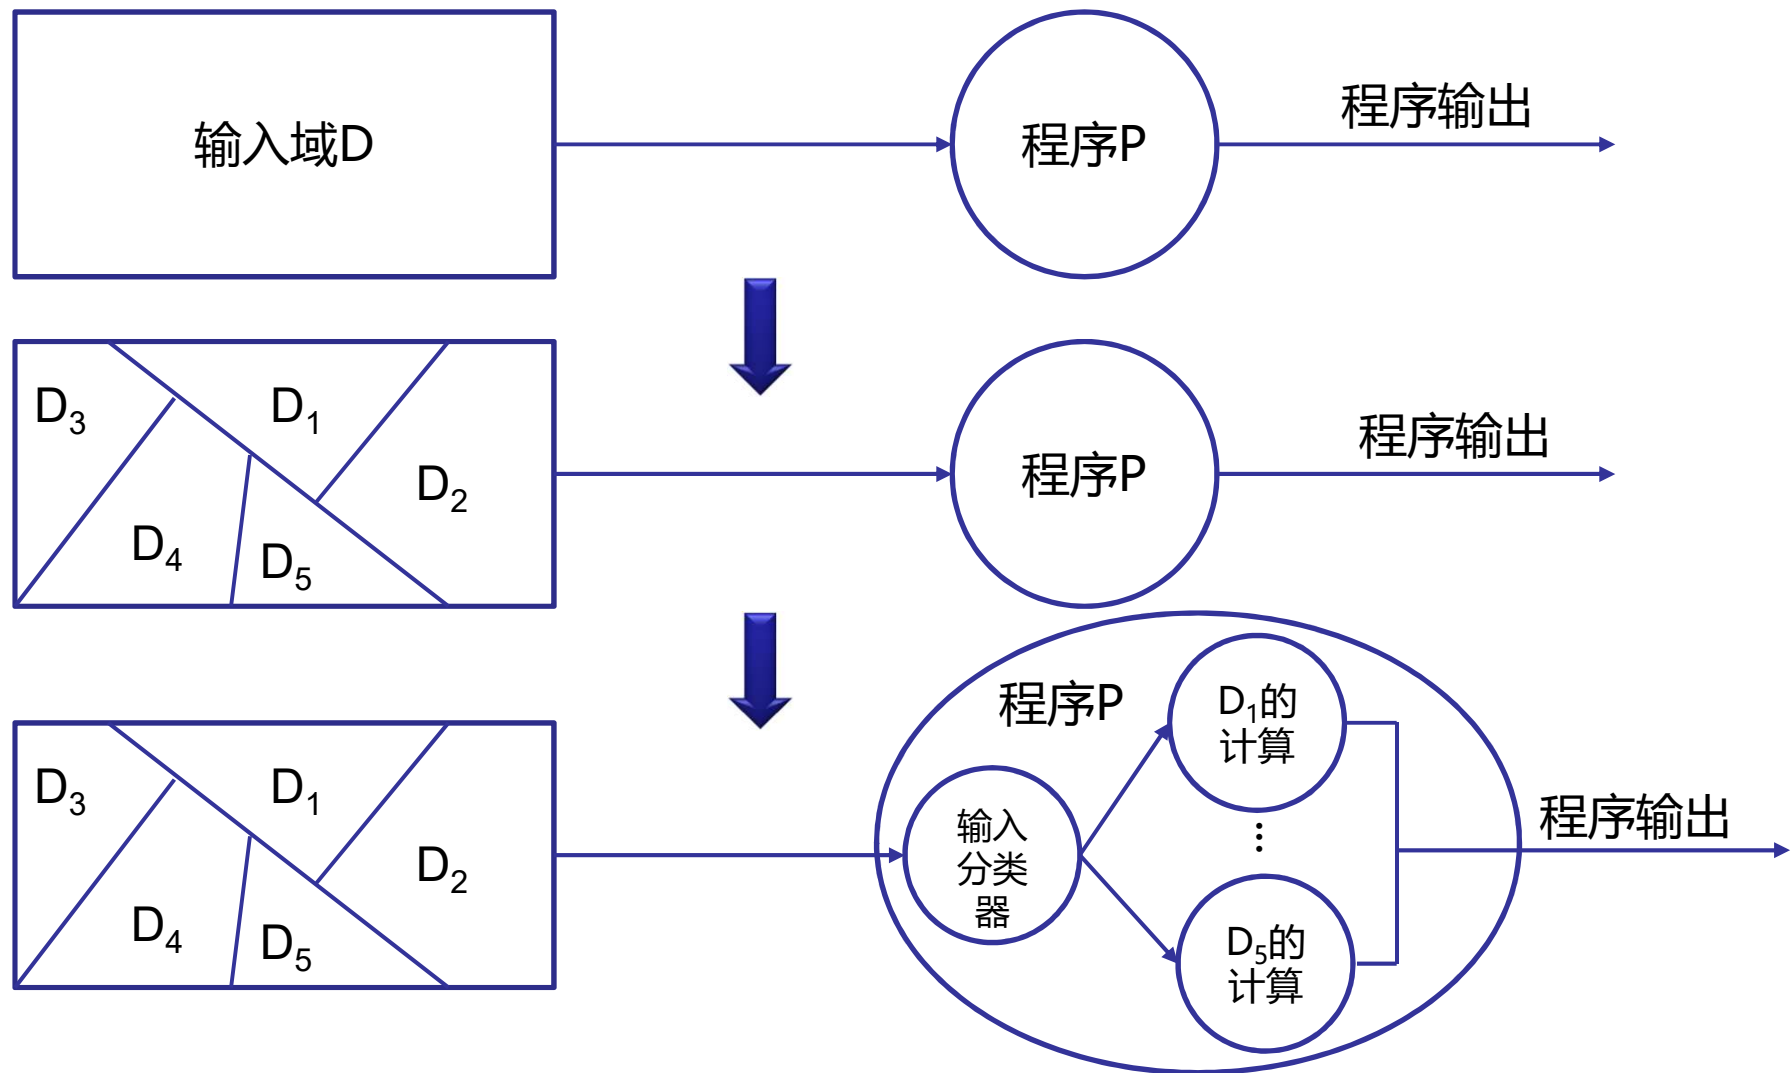 输入域D
程序P
程序输出
D₃
D₁
D₂
D₄
D₅
程序P
程序输出
D₃
D₁
D₂
D₄
D₅
程序P
输入
分类
器
D₁的
计算
...
D₅的
计算
程序输出